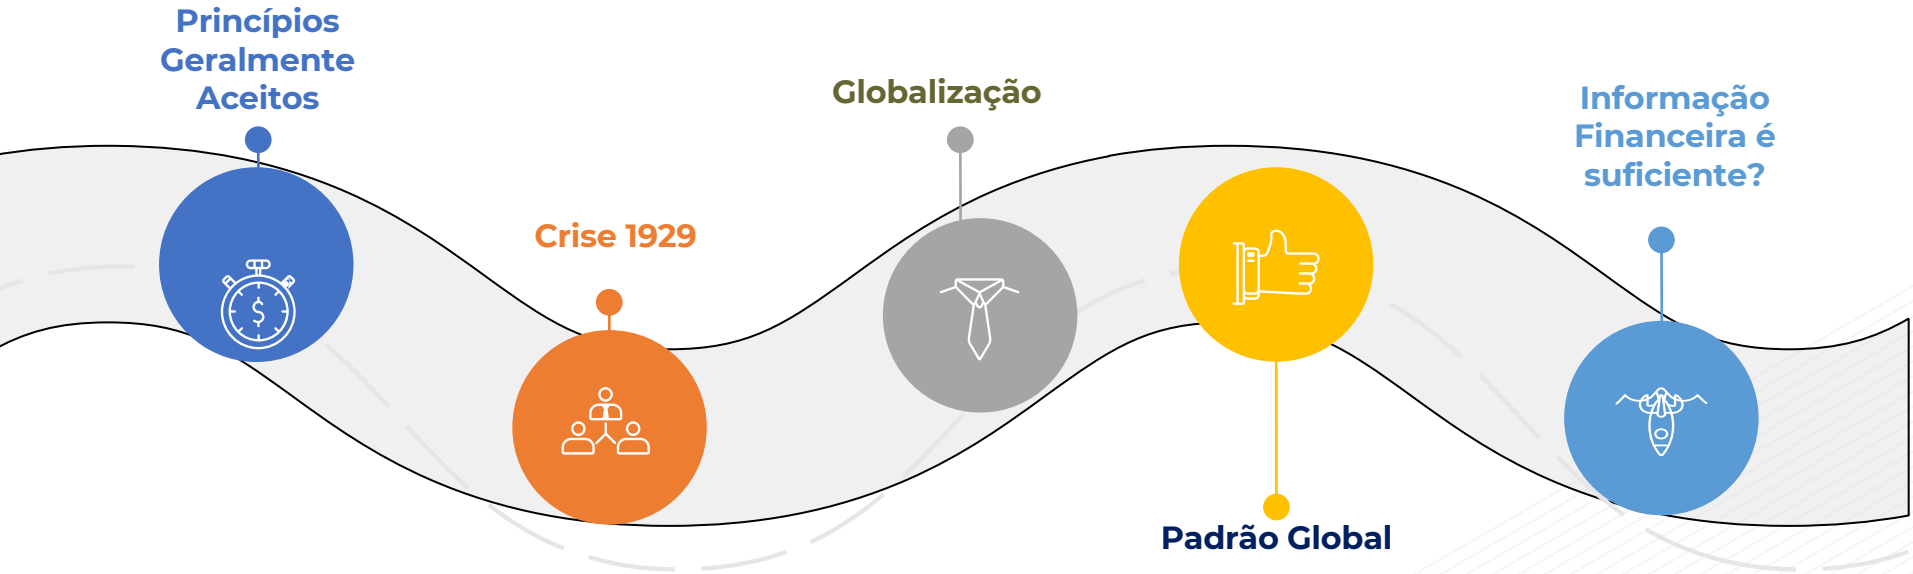 Princípios
Geralmente
Aceitos
Crise 1929
Globalização
Padrão Global
Informação
Financeira é
suficiente?
$